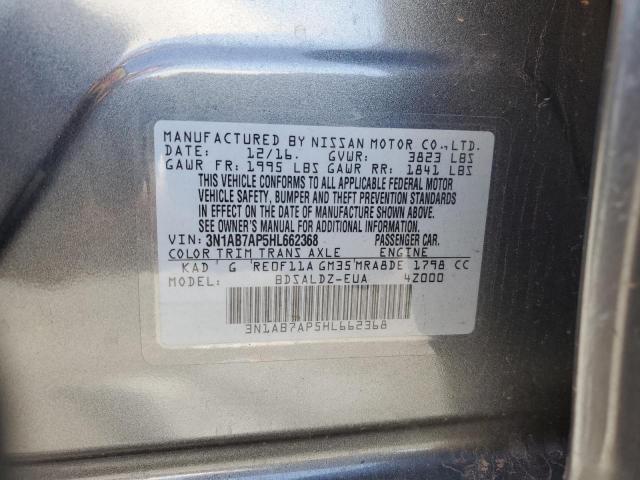 MANUFACTURED BY NISSAN MOTOR CO., LTD.
DATE: 12/16. GVWR: 3823 LBS
GAWR FR: 1995 LBS GAWR RR: 1841 LBS
THIS VEHICLE CONFORMS TO ALL APPLICABLE FEDERAL MOTOR
VEHICLE SAFETY, BUMPER AND THEFT PREVENTION STANDARDS
IN EFFECT ON THE DATE OF MANUFACTURE SHOWN ABOVE.
SEE OWNER'S MANUAL FOR ADDITIONAL INFORMATION.
VIN: 3N1AB7AP5HL662368 PASSENGER CAR.
COLOR TRIM TRANS AXLE ENGINE
KAD G RE0F11A GM35 MRA8DE 1798 CC
MODEL: BDSALDZ-EUA 4Z000
3N1AB7AP5HL662368